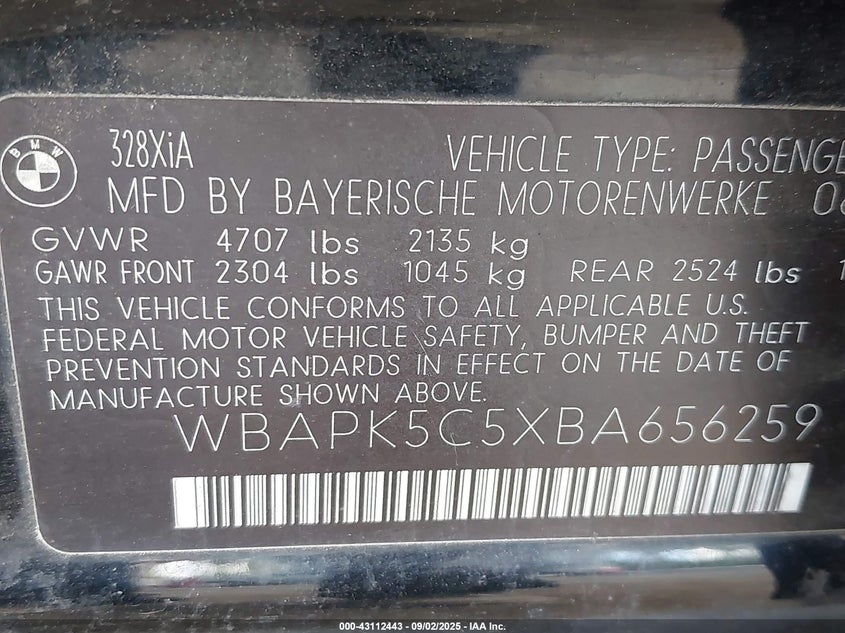 BMW
328XiA VEHICLE TYPE: PASSENGE
MFD BY BAYERISCHE MOTORENWERKE
GVWR 4707 lbs 2135 kg
GAWR FRONT 2304 lbs 1045 kg REAR 2524 lbs 1
THIS VEHICLE CONFORMS TO ALL APPLICABLE U.S.
FEDERAL MOTOR VEHICLE SAFETY, BUMPER AND THEFT
PREVENTION STANDARDS IN EFFECT ON THE DATE OF
MANUFACTURE SHOWN ABOVE.
WBAPK5C5XBA656259
000-43112443 - 09/02/2025 - IAA Inc.